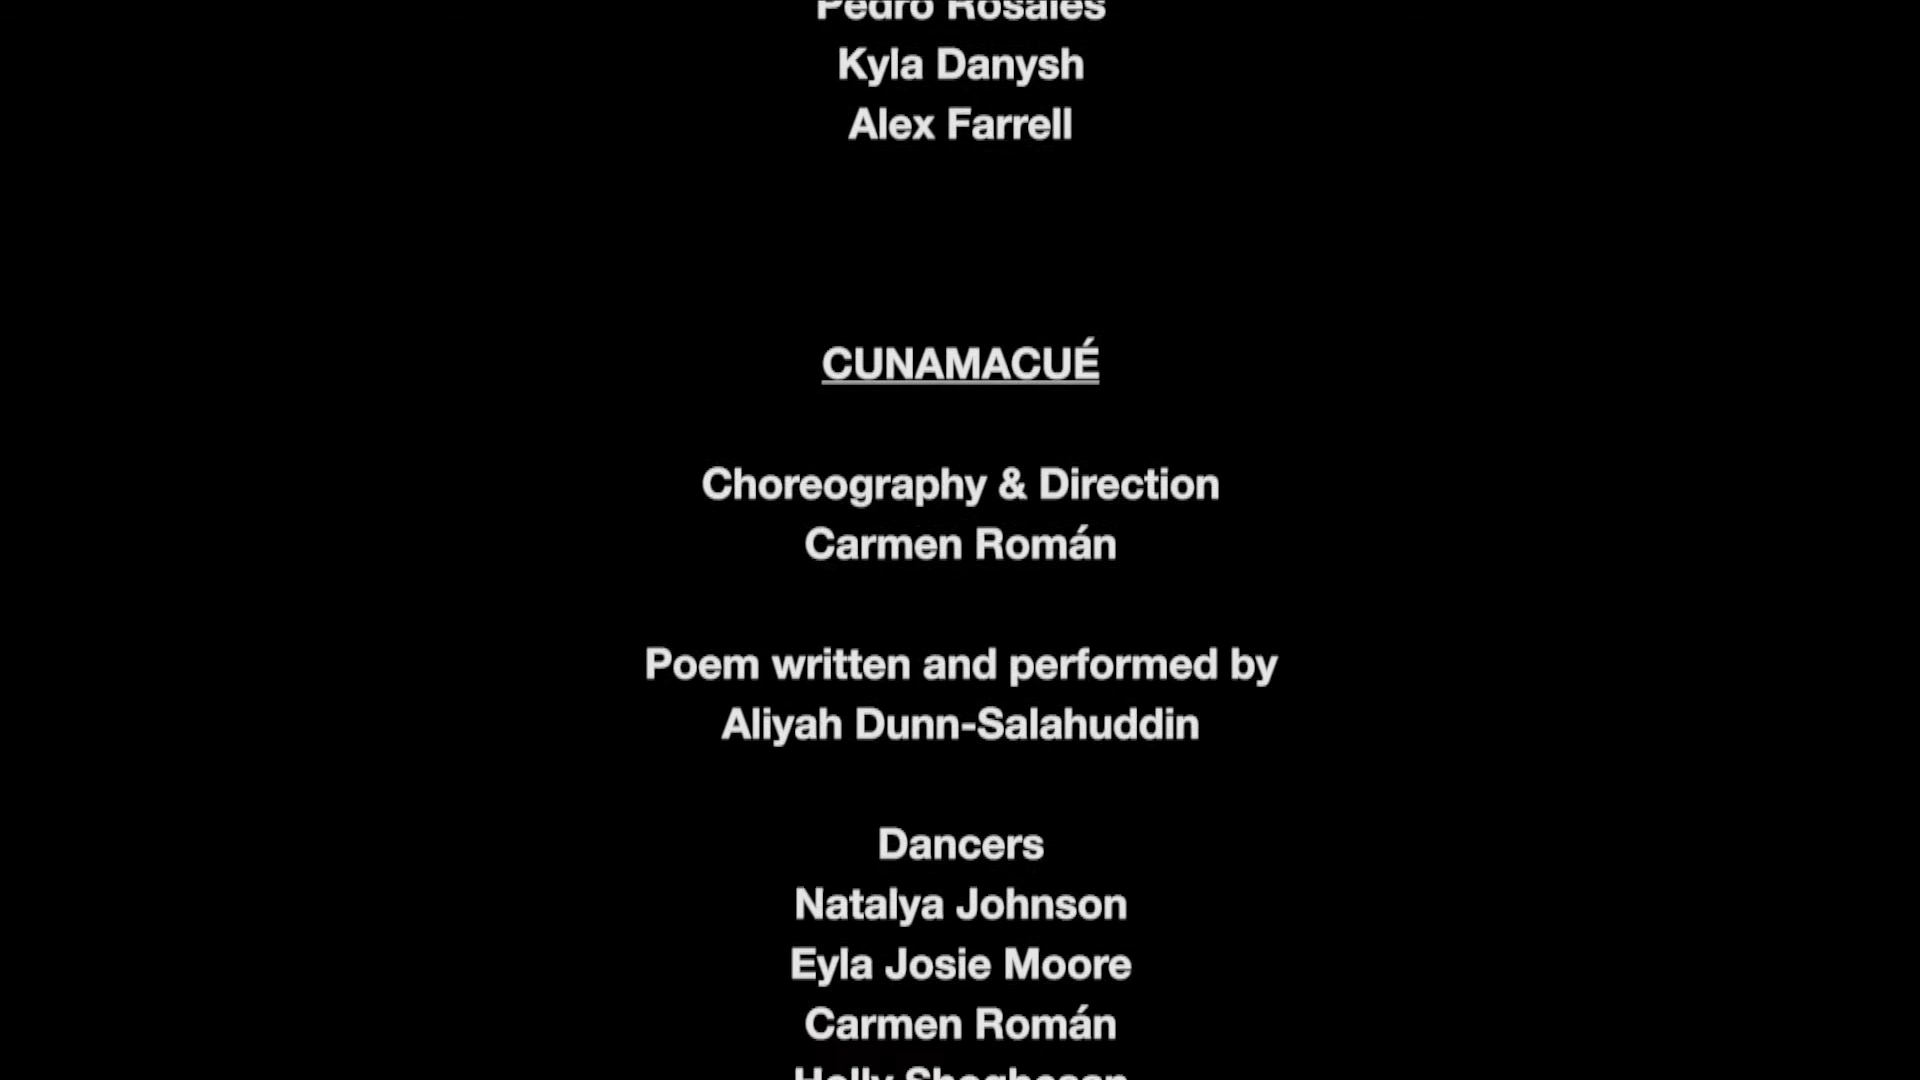 Pedro Rosales
Kyla Danysh
Alex Farrell
CUNAMACUÉ
Choreography & Direction
Carmen Román
Poem written and performed by
Aliyah Dunn-Salahuddin
Dancers
Natalya Johnson
Eyla Josie Moore
Carmen Román
Holly